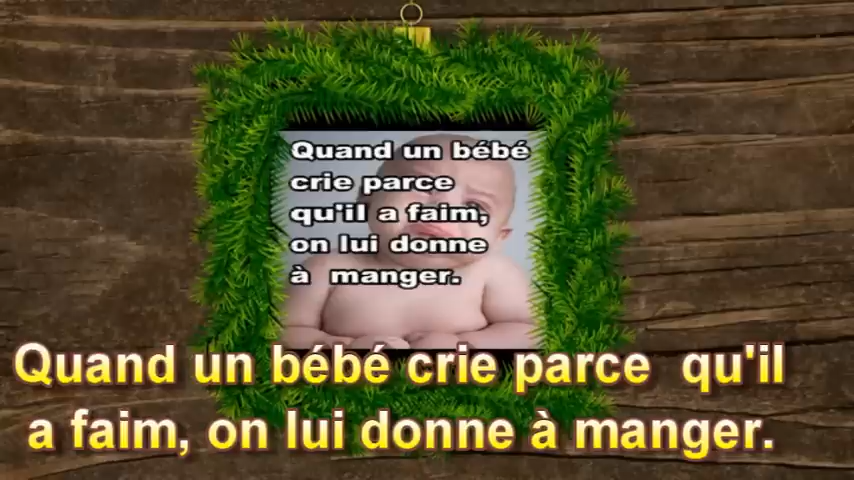 Quand un bébé
crie parce
qu'il a faim,
on lui donne
à manger.
Quand un bébé crie parce qu'il
a faim, on lui donne à manger.